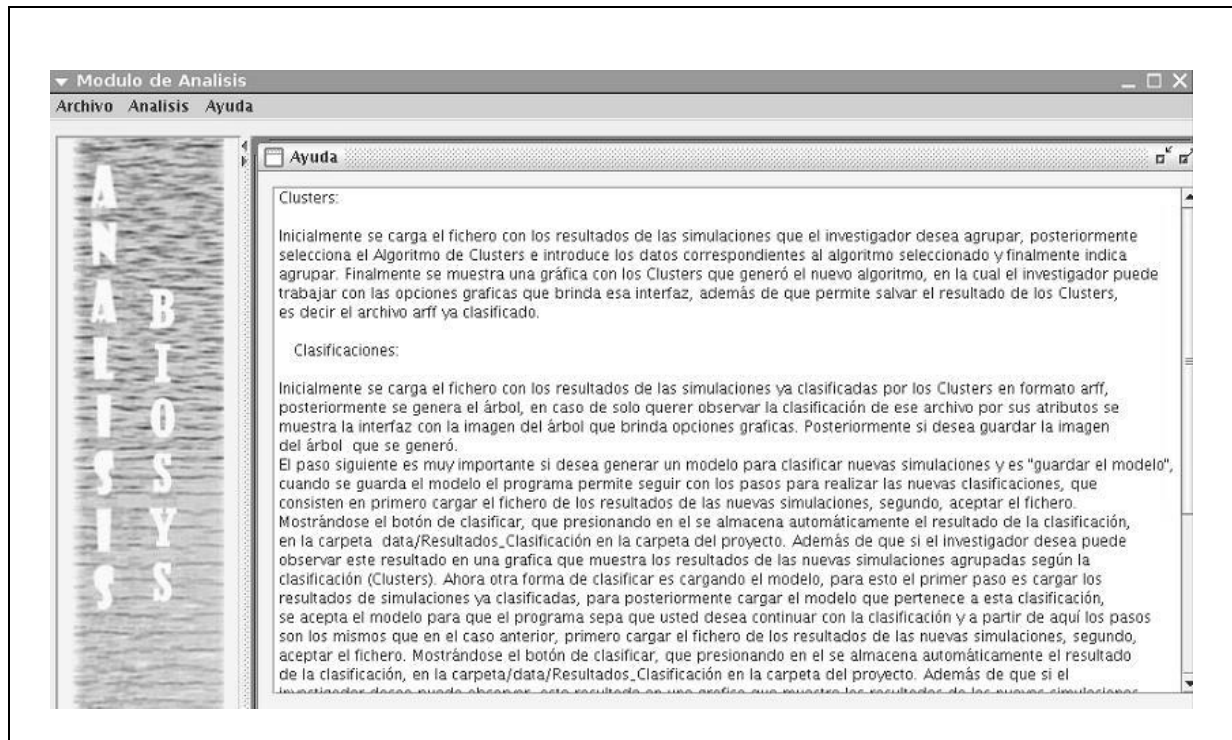 Modulo de Analisis
Archivo Analisis Ayuda
ANALISIS
BIOSYS
Ayuda
Clusters:
Inicialmente se carga el fichero con los resultados de las simulaciones que el investigador desea agrupar, posteriormente
selecciona el Algoritmo de Clusters e introduce los datos correspondientes al algoritmo seleccionado y finalmente indica
agrupar. Finalmente se muestra una gráfica con los Clusters que generó el nuevo algoritmo, en la cual el investigador puede
trabajar con las opciones graficas que brinda esa interfaz, además de que permite salvar el resultado de los Clusters,
es decir el archivo arff ya clasificado.
Clasificaciones:
Inicialmente se carga el fichero con los resultados de las simulaciones ya clasificadas por los Clusters en formato arff,
posteriormente se genera el árbol, en caso de solo querer observar la clasificación de ese archivo por sus atributos se
muestra la interfaz con la imagen del árbol que brinda opciones graficas. Posteriormente si desea guardar la imagen
del árbol que se generó.
El paso siguiente es muy importante si desea generar un modelo para clasificar nuevas simulaciones y es "guardar el modelo",
cuando se guarda el modelo el programa permite seguir con los pasos para realizar las nuevas clasificaciones, que
consisten en primero cargar el fichero de los resultados de las nuevas simulaciones, segundo, aceptar el fichero.
Mostrándose el botón de clasificar, que presionando en el se almacena automáticamente el resultado de la clasificación,
en la carpeta data/Resultados_Clasificación en la carpeta del proyecto. Además de que si el investigador desea puede
observar este resultado en una grafica que muestra los resultados de las nuevas simulaciones agrupadas según la
clasificación (Clusters). Ahora otra forma de clasificar es cargando el modelo, para esto el primer paso es cargar los
resultados de simulaciones ya clasificadas, para posteriormente cargar el modelo que pertenece a esta clasificación,
se acepta el modelo para que el programa sepa que usted desea continuar con la clasificación y a partir de aquí los pasos
son los mismos que en el caso anterior, primero cargar el fichero de los resultados de las nuevas simulaciones, segundo,
aceptar el fichero. Mostrándose el botón de clasificar, que presionando en el se almacena automáticamente el resultado
de la clasificación, en la carpeta/data/Resultados_Clasificación en la carpeta del proyecto. Además de que si el
investigador desea puede observar este resultado en una grafica que muestra los resultados de las nuevas simulaciones